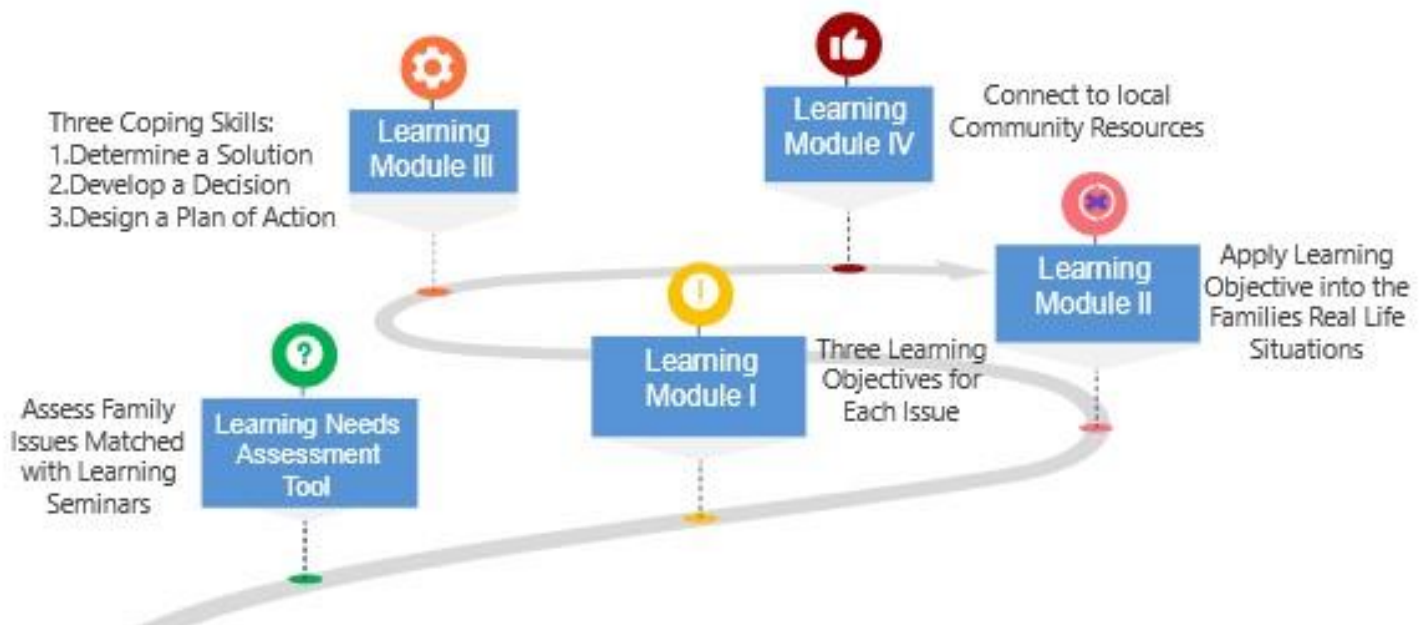 Three Coping Skills:
1.Determine a Solution
2.Develop a Decision
3.Design a Plan of Action
Learning
Module III
Learning
Module IV
Connect to local
Community Resources
Learning
Module II
Apply Learning
Objective into the
Families Real Life
Situations
Learning
Module I
Three Learning
Objectives for
Each Issue
Assess Family
Issues Matched
with Learning
Seminars
?
Learning Needs
Assessment
Tool